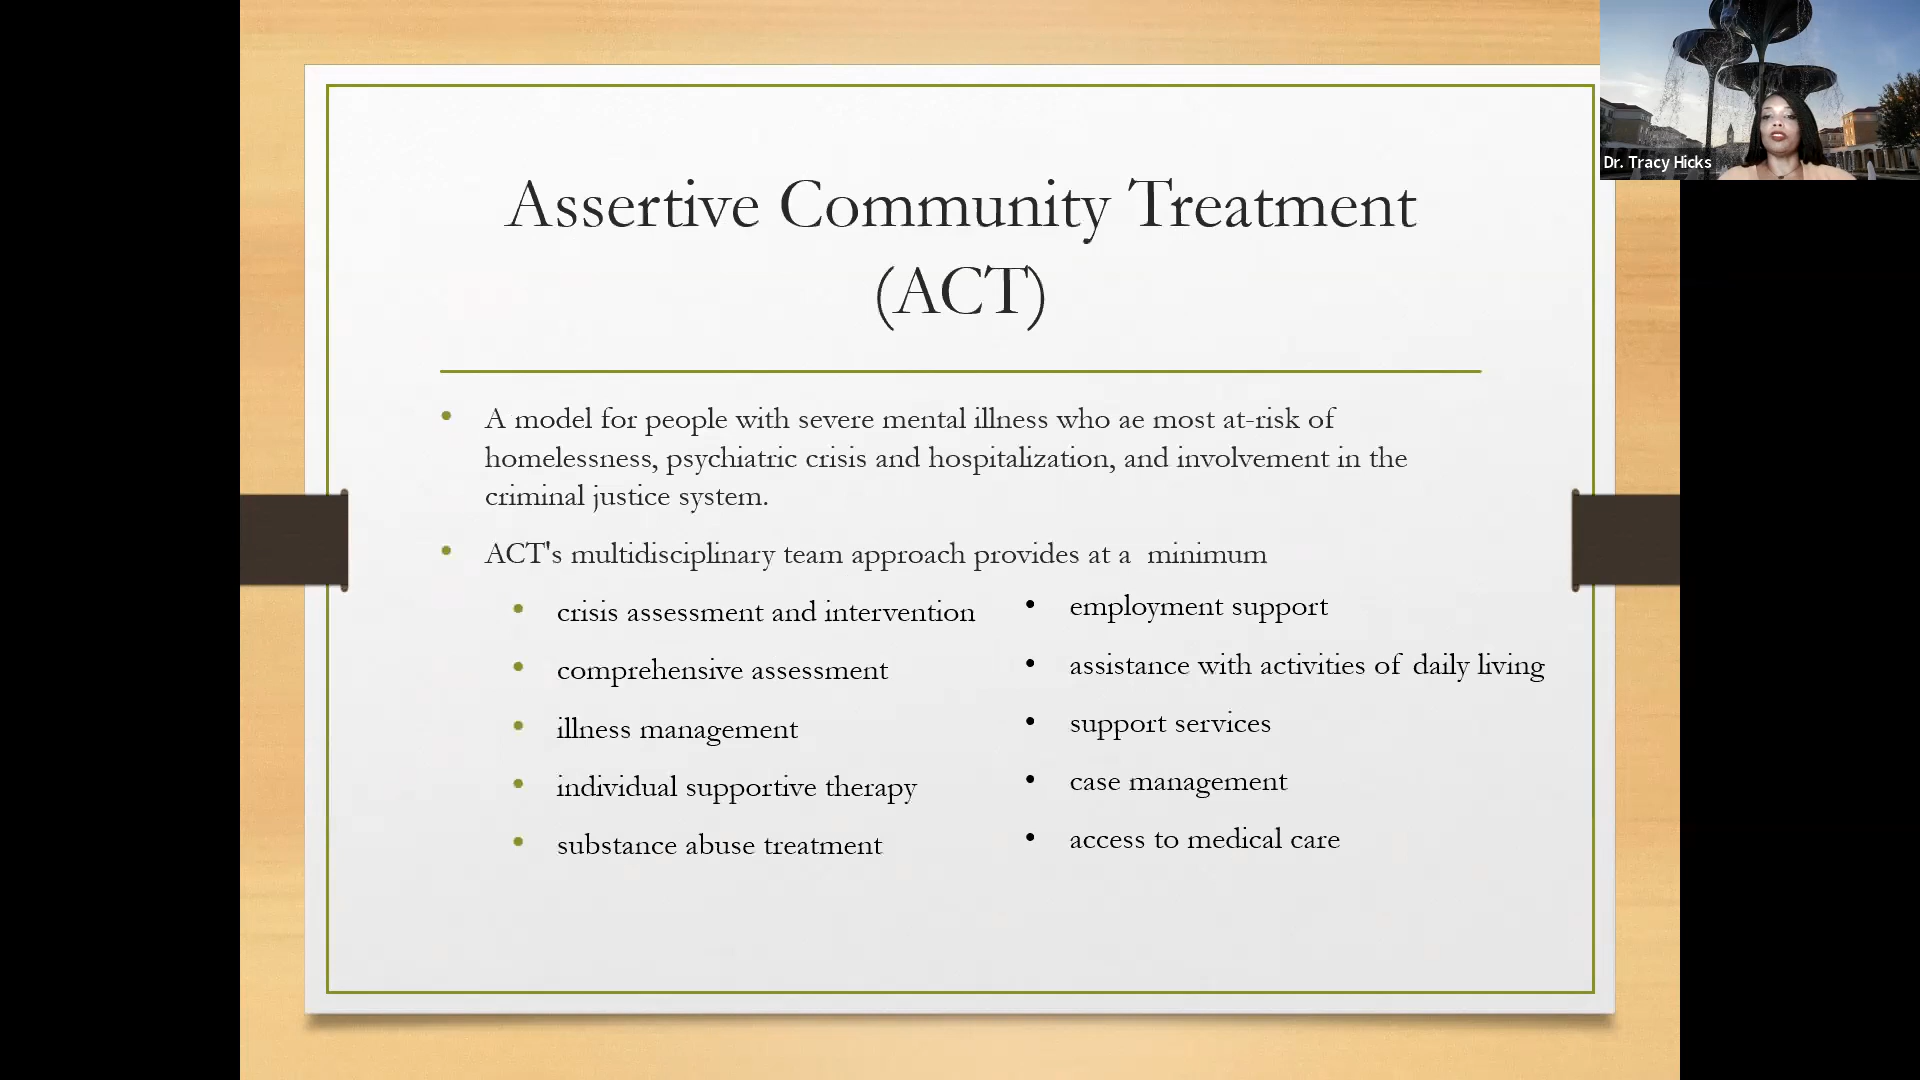 Assertive Community Treatment
(ACT)
• A model for people with severe mental illness who ae most at-risk of
homelessness, psychiatric crisis and hospitalization, and involvement in the
criminal justice system.
• ACT's multidisciplinary team approach provides at a minimum
• crisis assessment and intervention
• comprehensive assessment
• illness management
• individual supportive therapy
• substance abuse treatment
• employment support
• assistance with activities of daily living
• support services
• case management
• access to medical care
Dr. Tracy Hicks